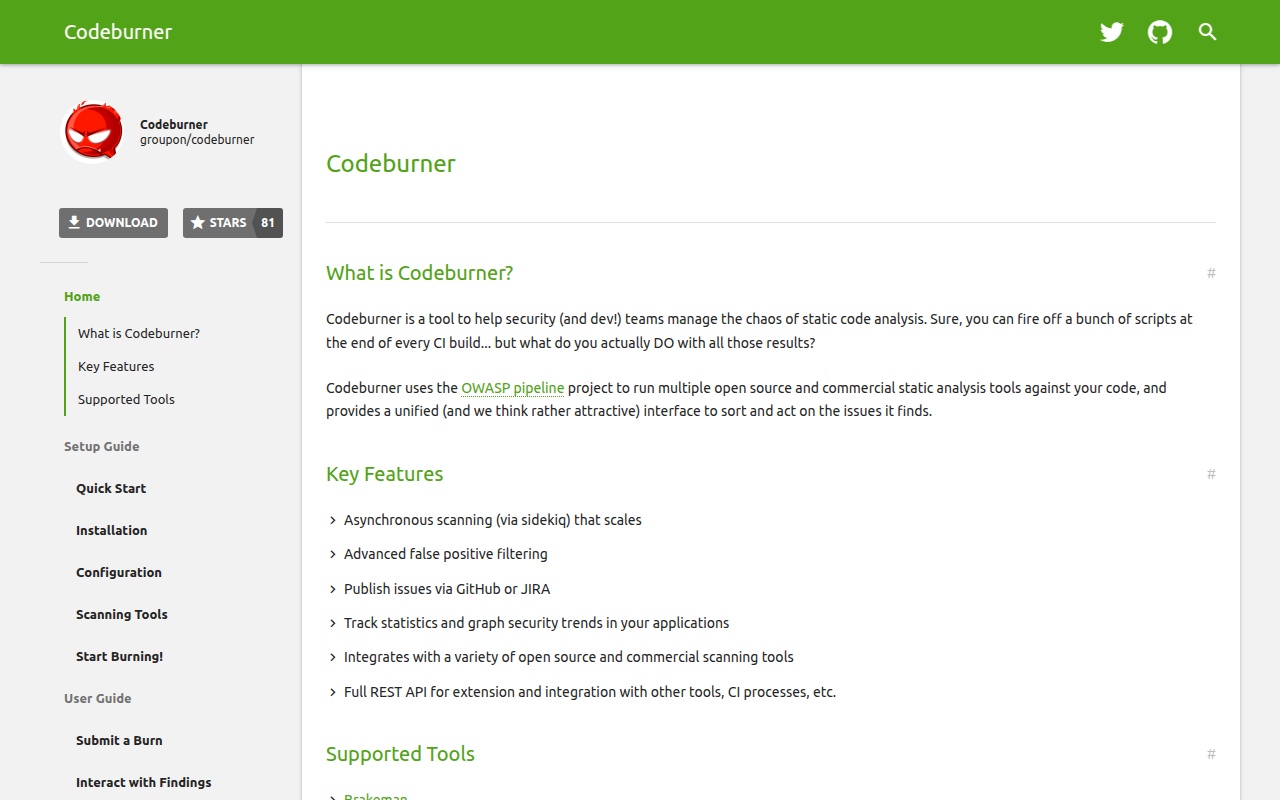 Codeburner
Codeburner
groupon/codeburner
DOWNLOAD
STARS 81
Home
What is Codeburner?
Key Features
Supported Tools
Setup Guide
Quick Start
Installation
Configuration
Scanning Tools
Start Burning!
User Guide
Submit a Burn
Interact with Findings
Codeburner
What is Codeburner? #
Codeburner is a tool to help security (and dev!) teams manage the chaos of static code analysis. Sure, you can fire off a bunch of scripts at
the end of every CI build... but what do you actually DO with all those results?
Codeburner uses the OWASP pipeline project to run multiple open source and commercial static analysis tools against your code, and
provides a unified (and we think rather attractive) interface to sort and act on the issues it finds.
Key Features #
Asynchronous scanning (via sidekiq) that scales
Advanced false positive filtering
Publish issues via GitHub or JIRA
Track statistics and graph security trends in your applications
Integrates with a variety of open source and commercial scanning tools
Full REST API for extension and integration with other tools, CI processes, etc.
Supported Tools #
Brakeman